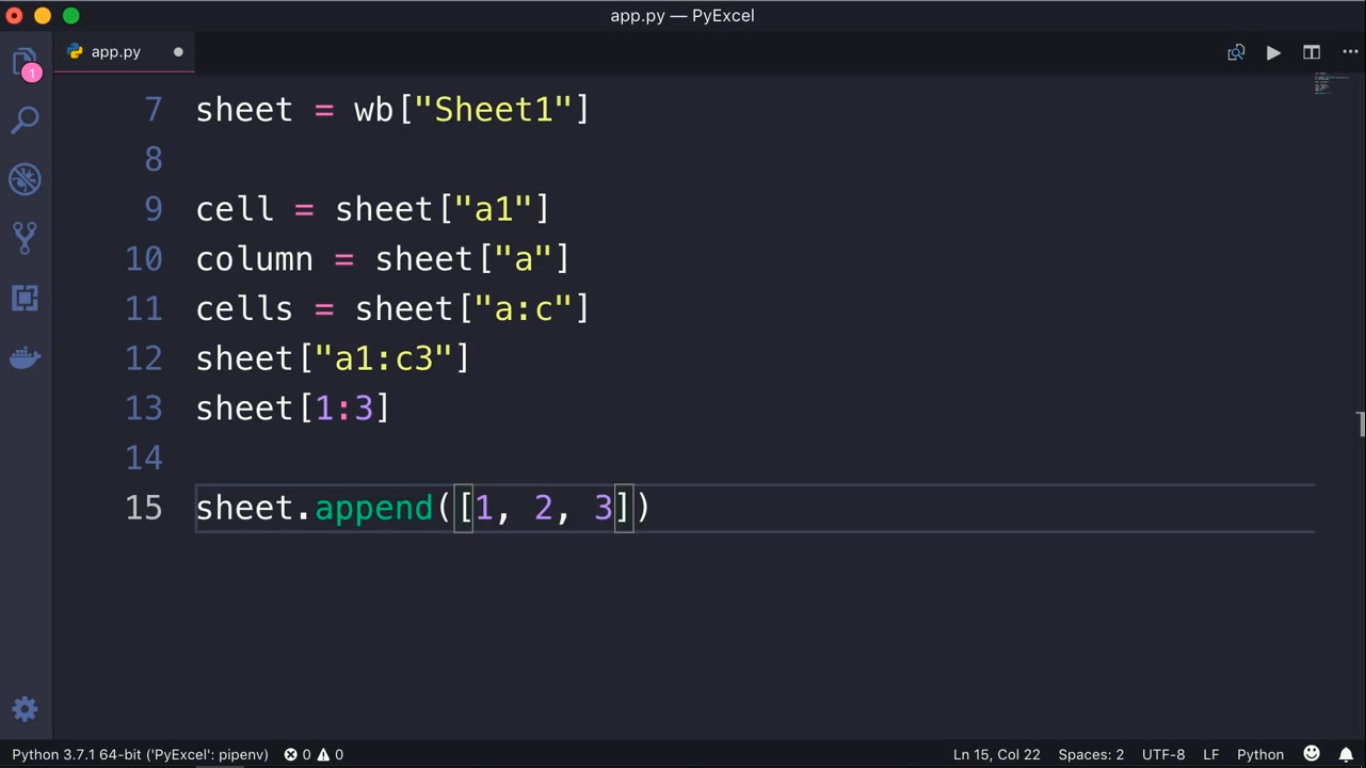 app.py — PyExcel
app.py
1
7 sheet = wb["Sheet1"]
8
9 cell = sheet["a1"]
10 column = sheet["a"]
11 cells = sheet["a:c"]
12 sheet["a1:c3"]
13 sheet[1:3]
14
15 sheet.append([1, 2, 3])
Python 3.7.1 64-bit ('PyExcel': pipenv) 0 0 Ln 15, Col 22 Spaces: 2 UTF-8 LF Python